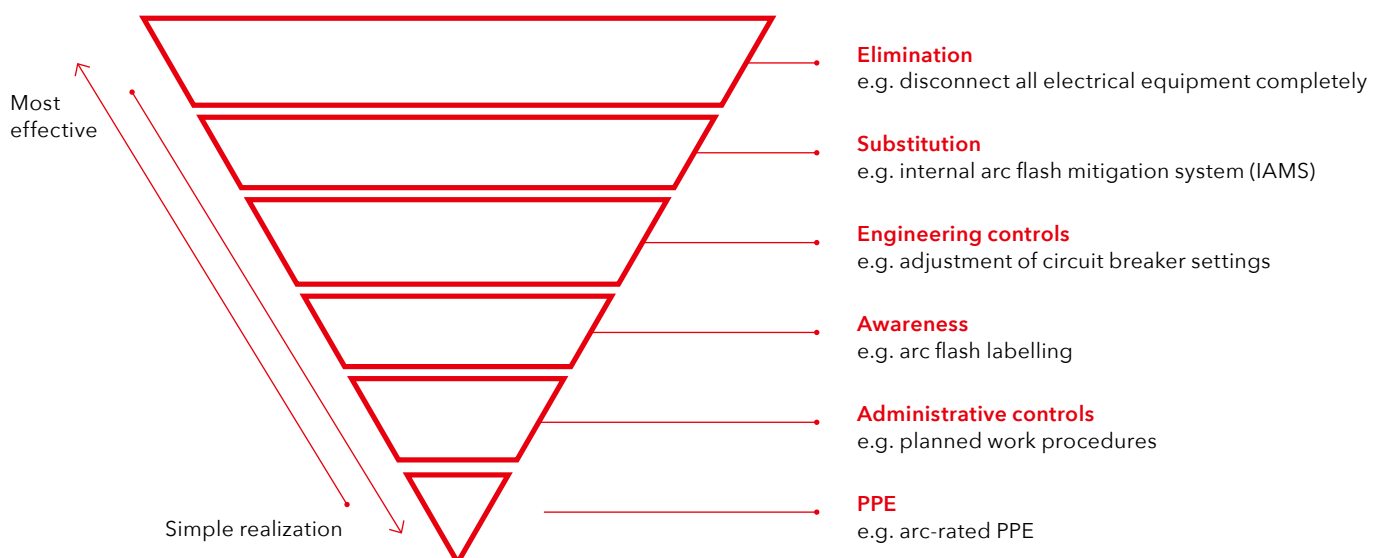 Most
effective
Simple realization
Elimination
e.g. disconnect all electrical equipment completely
Substitution
e.g. internal arc flash mitigation system (IAMS)
Engineering controls
e.g. adjustment of circuit breaker settings
Awareness
e.g. arc flash labelling
Administrative controls
e.g. planned work procedures
PPE
e.g. arc-rated PPE